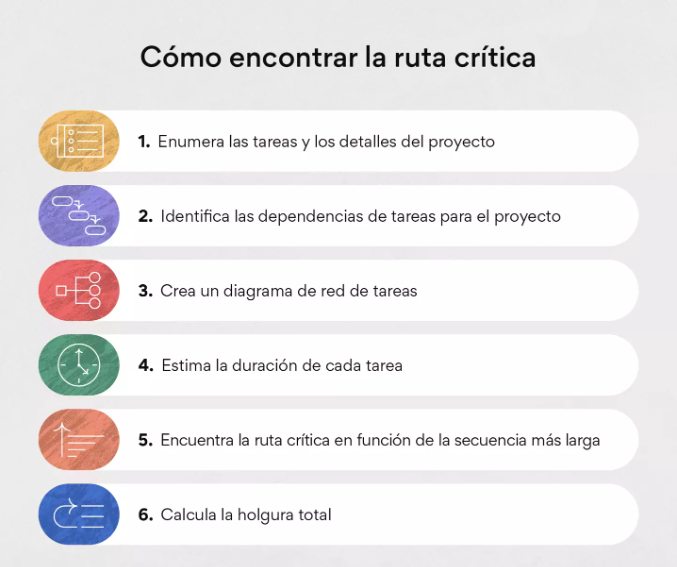 Cómo encontrar la ruta crítica
1. Enumera las tareas y los detalles del proyecto
2. Identifica las dependencias de tareas para el proyecto
3. Crea un diagrama de red de tareas
4. Estima la duración de cada tarea
5. Encuentra la ruta crítica en función de la secuencia más larga
6. Calcula la holgura total